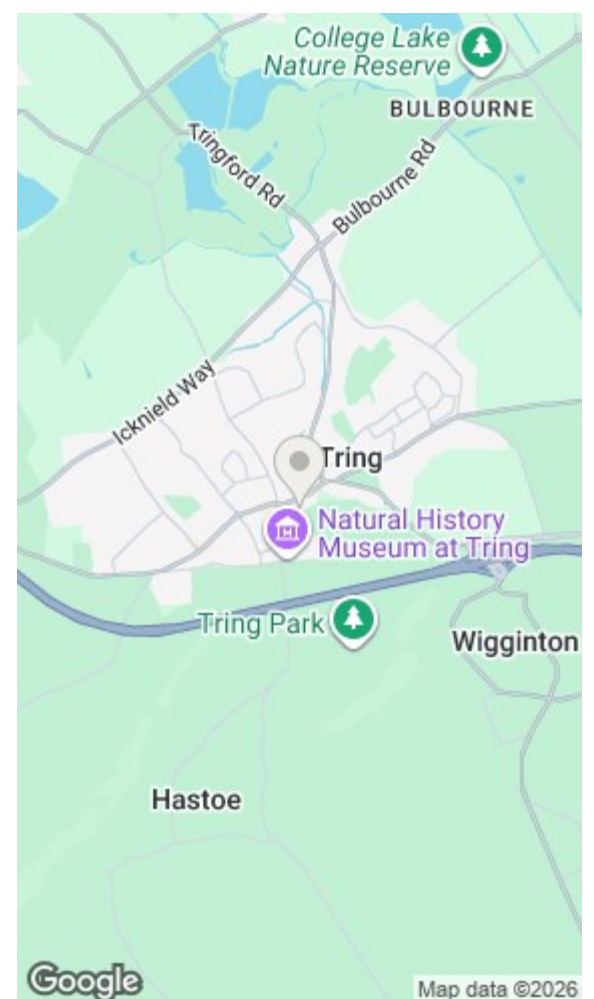 College Lake
Nature Reserve
BULBOURNE
Tringford Rd
Bulbourne Rd
Icknield Way
Tring
Natural History
Museum at Tring
Tring Park
Wigginton
Hastoe
Google
Map data ©2026